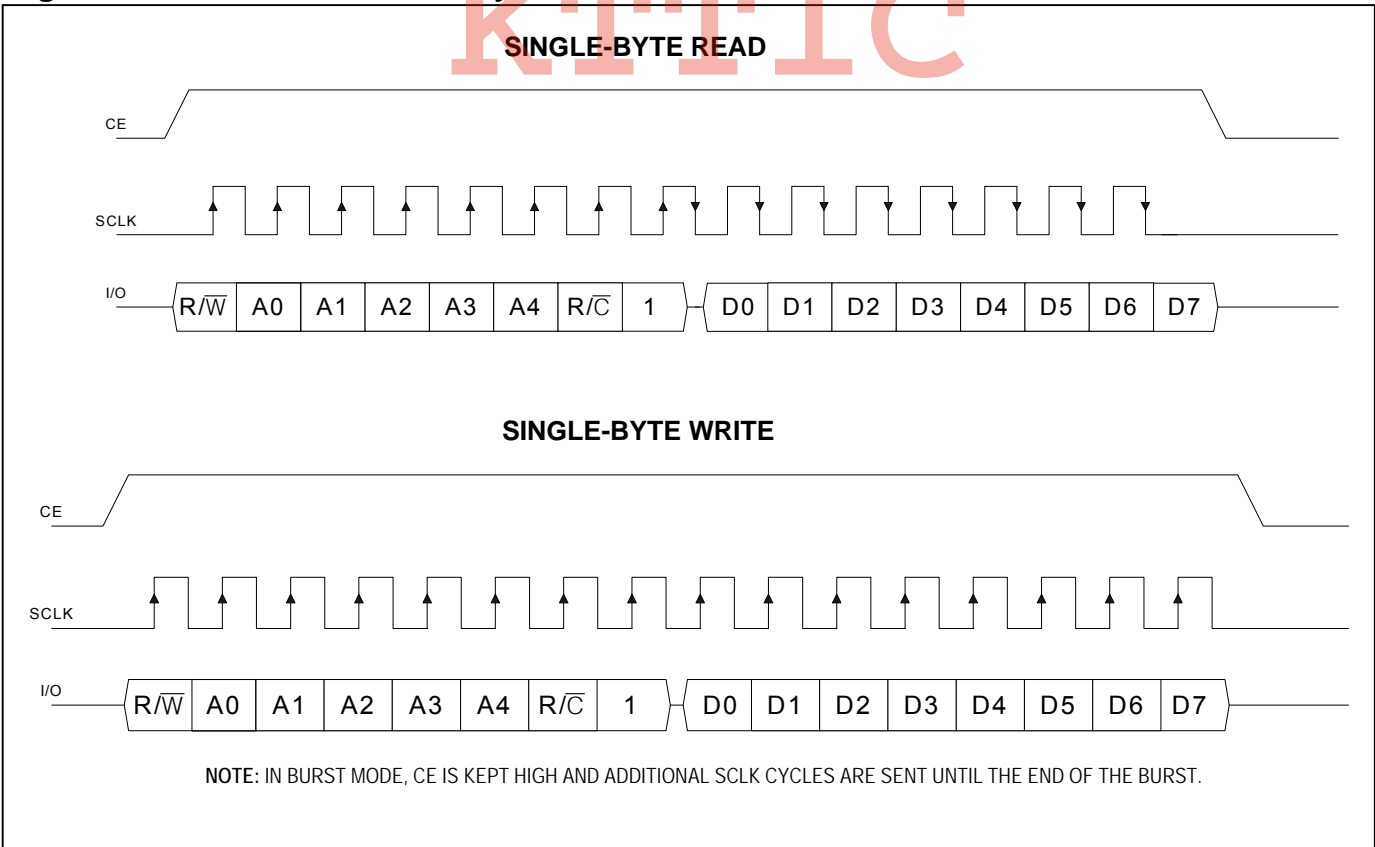 KTTIC
SINGLE-BYTE READ
CE
SCLK
I/O
R/W̅ A0 A1 A2 A3 A4 R/C̅ 1 D0 D1 D2 D3 D4 D5 D6 D7
SINGLE-BYTE WRITE
CE
SCLK
I/O
R/W̅ A0 A1 A2 A3 A4 R/C̅ 1 D0 D1 D2 D3 D4 D5 D6 D7
NOTE: IN BURST MODE, CE IS KEPT HIGH AND ADDITIONAL SCLK CYCLES ARE SENT UNTIL THE END OF THE BURST.